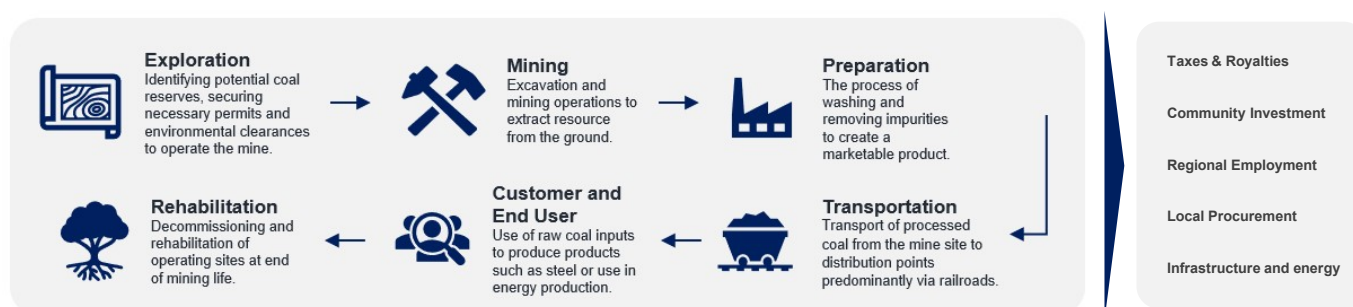 Exploration
Identifying potential coal
reserves, securing
necessary permits and
environmental clearances
to operate the mine.
Mining
Excavation and
mining operations to
extract resource
from the ground.
Preparation
The process of
washing and
removing impurities
to create a
marketable product.
Rehabilitation
Decommissioning and
rehabilitation of
operating sites at end
of mining life.
Customer and
End User
Use of raw coal inputs
to produce products
such as steel or use in
energy production.
Transportation
Transport of processed
coal from the mine site to
distribution points
predominantly via railroads.
Taxes & Royalties
Community Investment
Regional Employment
Local Procurement
Infrastructure and energy